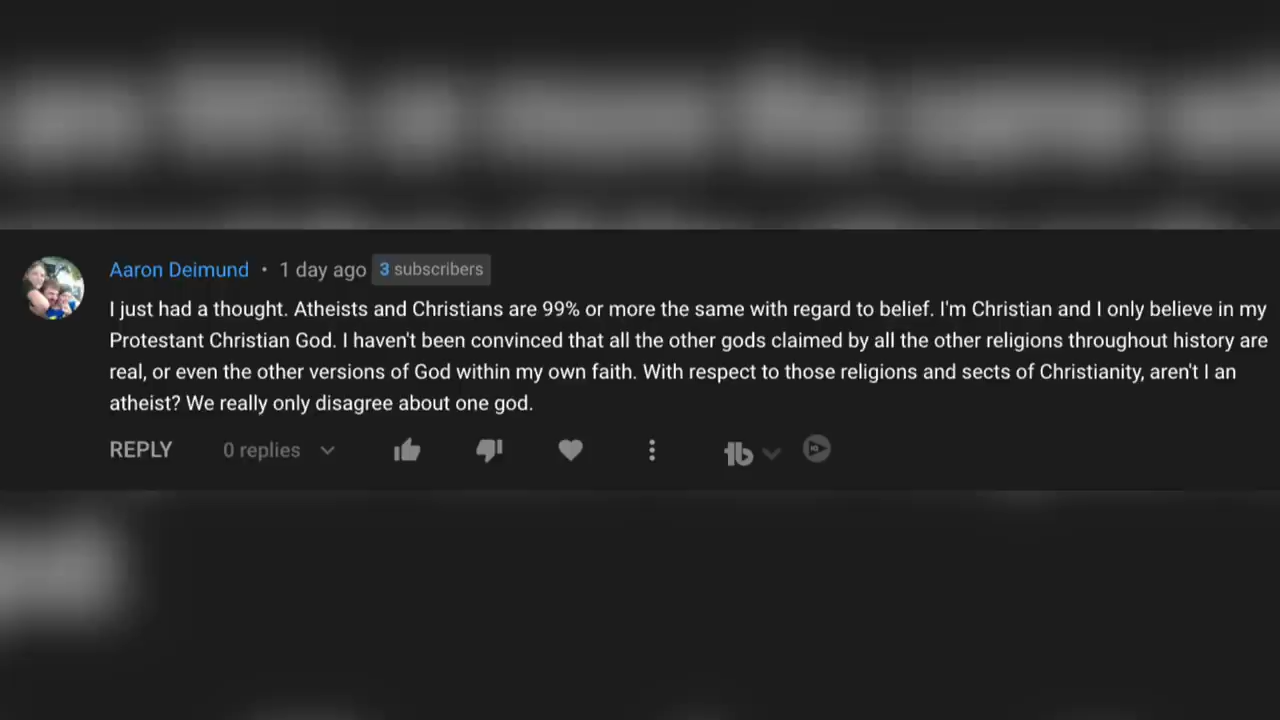 Aaron Deimund • 1 day ago 3 subscribers
I just had a thought. Atheists and Christians are 99% or more the same with regard to belief. I'm Christian and I only believe in my
Protestant Christian God. I haven't been convinced that all the other gods claimed by all the other religions throughout history are
real, or even the other versions of God within my own faith. With respect to those religions and sects of Christianity, aren't I an
atheist? We really only disagree about one god.
REPLY 0 replies